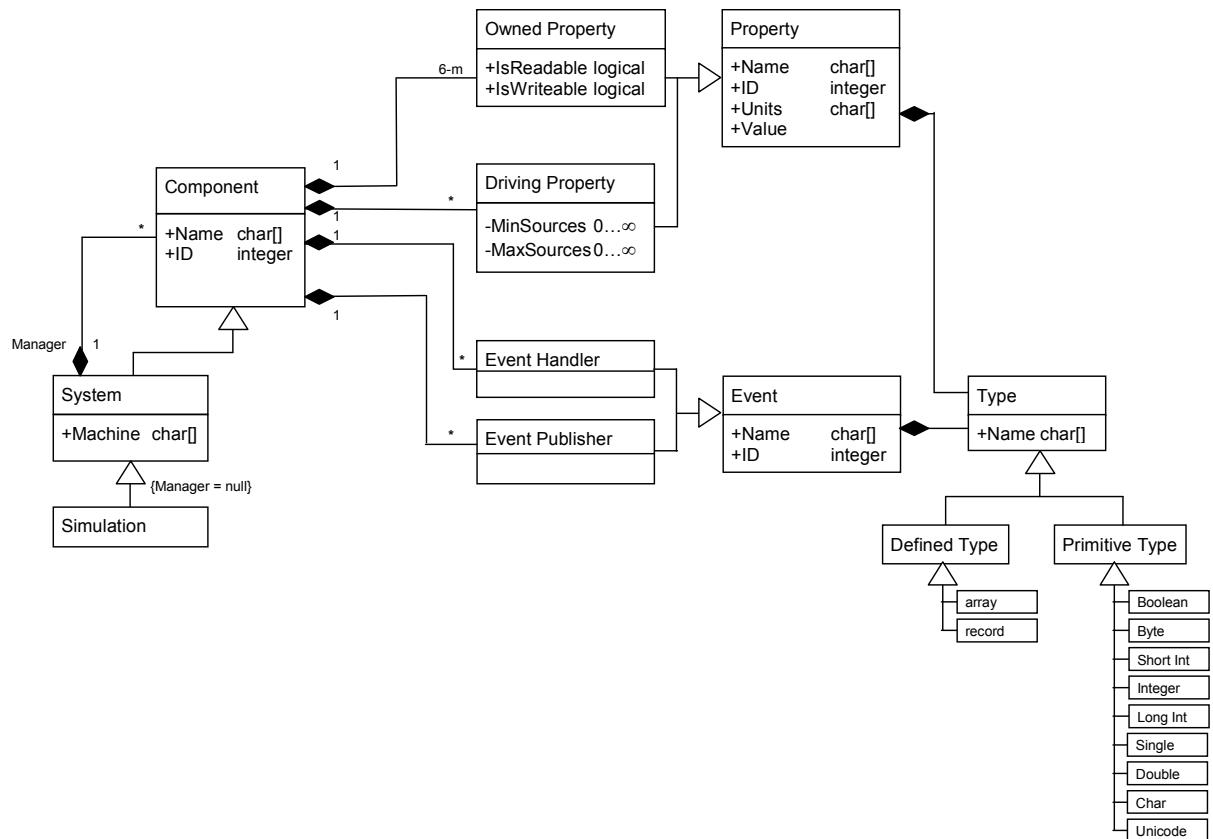 Owned Property
+IsReadable logical
+IsWriteable logical
6-m
Property
+Name char[]
+ID integer
+Units char[]
+Value
1
Component
+Name char[]
+ID integer
*
1
1
1
Driving Property
-MinSources 0…∞
-MaxSources 0…∞
*
Manager 1
System
+Machine char[]
{Manager = null}
Simulation
*
Event Handler
*
Event Publisher
Event
+Name char[]
+ID integer
Type
+Name char[]
Defined Type
array
record
Primitive Type
Boolean
Byte
Short Int
Integer
Long Int
Single
Double
Char
Unicode